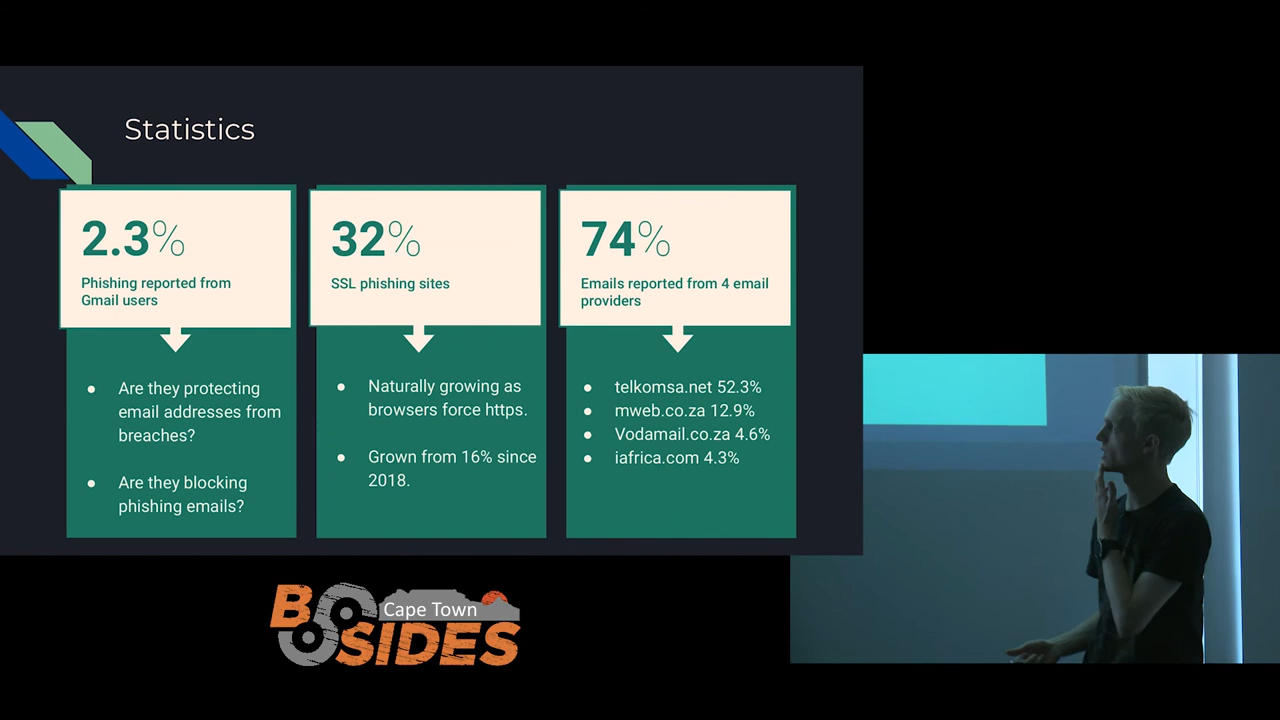 Statistics
2.3%
Phishing reported from
Gmail users
● Are they protecting
email addresses from
breaches?
● Are they blocking
phishing emails?
32%
SSL phishing sites
● Naturally growing as
browsers force https.
● Grown from 16% since
2018.
74%
Emails reported from 4 email
providers
● telkomsa.net 52.3%
● mweb.co.za 12.9%
● Vodamail.co.za 4.6%
● iafrica.com 4.3%
B
Cape Town
SIDES